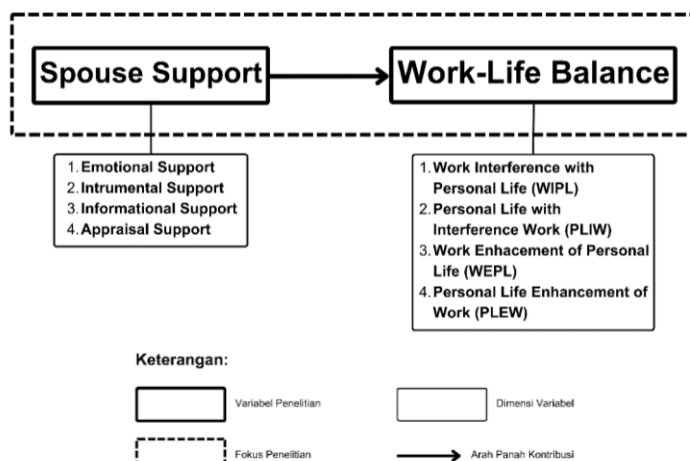 Spouse Support
Work-Life Balance
1. Emotional Support
2. Intrumental Support
3. Informational Support
4. Appraisal Support
1. Work Interference with
Personal Life (WIPL)
2. Personal Life with
Interference Work (PLIW)
3. Work Enhacement of Personal
Life (WEPL)
4. Personal Life Enhancement of
Work (PLEW)
Keterangan:
Variabel Penelitian
Dimensi Variabel
Fokus Penelitian
Arah Panah Kontribusi